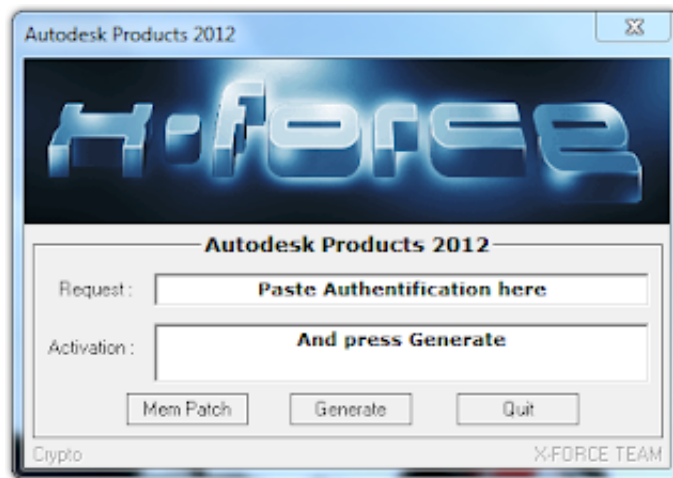 Autodesk Products 2012
x-force
Autodesk Products 2012
Request :
Paste Authentification here
Activation :
And press Generate
Mem Patch
Generate
Quit
Crypto
X-FORCE TEAM